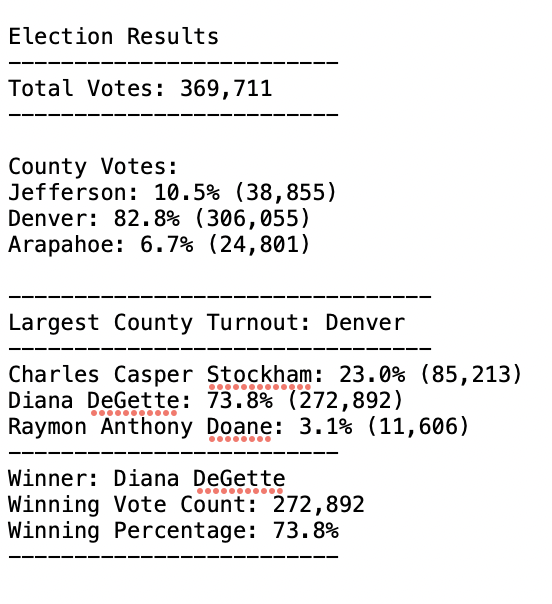 Election Results
-------------------------
Total Votes: 369,711
-------------------------
County Votes:
Jefferson: 10.5% (38,855)
Denver: 82.8% (306,055)
Arapahoe: 6.7% (24,801)
--------------------------------
Largest County Turnout: Denver
--------------------------------
Charles Casper Stockham: 23.0% (85,213)
Diana DeGette: 73.8% (272,892)
Raymon Anthony Doane: 3.1% (11,606)
-------------------------
Winner: Diana DeGette
Winning Vote Count: 272,892
Winning Percentage: 73.8%
-------------------------